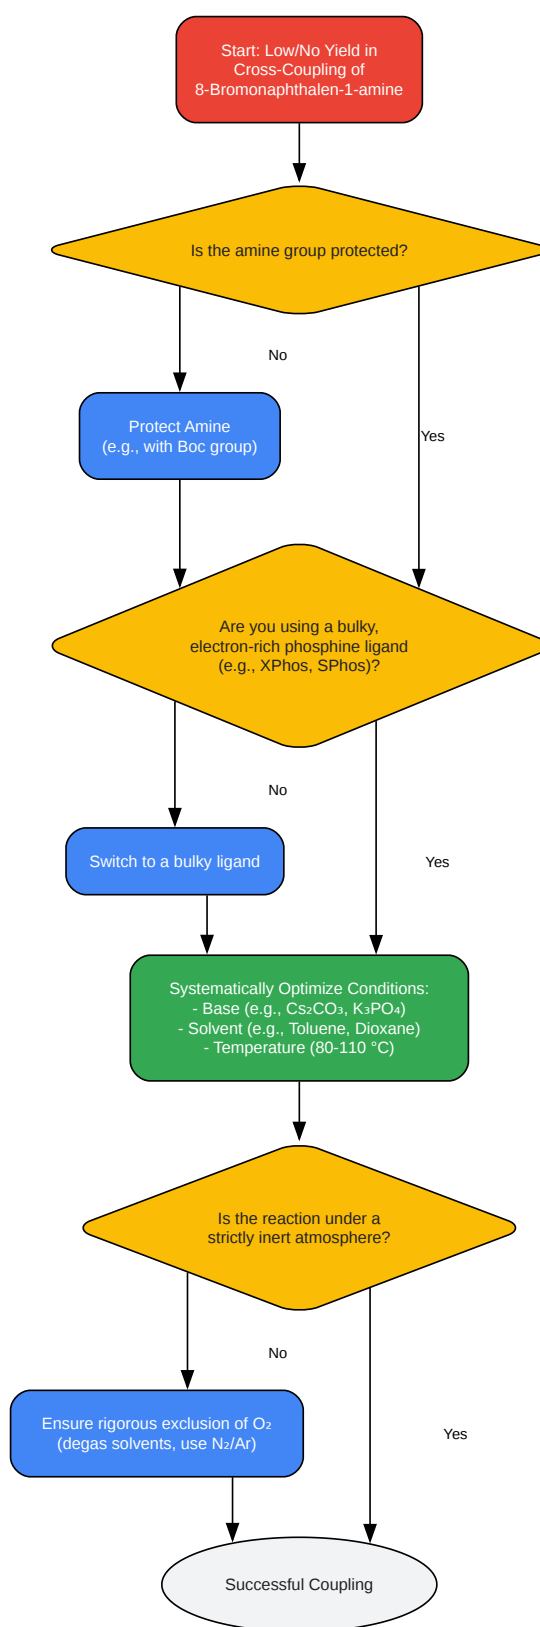 Start: Low/No Yield in
Cross-Coupling of
8-Bromonaphthalen-1-amine
Is the amine group protected?
No
Protect Amine
(e.g., with Boc group)
Yes
Are you using a bulky,
electron-rich phosphine ligand
(e.g., XPhos, SPhos)?
No
Switch to a bulky ligand
Yes
Systematically Optimize Conditions:
- Base (e.g., Cs₂CO₃, K₃PO₄)
- Solvent (e.g., Toluene, Dioxane)
- Temperature (80-110 °C)
Is the reaction under a
strictly inert atmosphere?
No
Ensure rigorous exclusion of O₂
(degas solvents, use N₂/Ar)
Yes
Successful Coupling